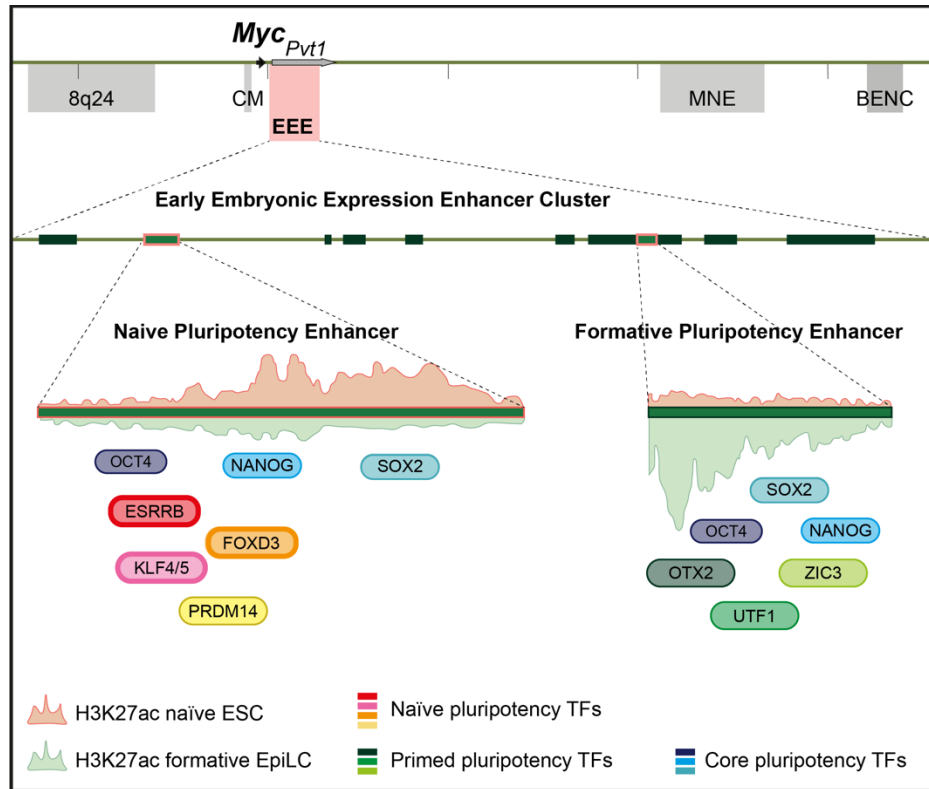 Myc Pvt1
8q24 CM EEE MNE BENC
Early Embryonic Expression Enhancer Cluster
Naive Pluripotency Enhancer
Formative Pluripotency Enhancer
OCT4 NANOG SOX2
ESRRB
FOXD3
KLF4/5
PRDM14
SOX2
OCT4 NANOG
OTX2 ZIC3
UTF1
H3K27ac naïve ESC
H3K27ac formative EpiLC
Naïve pluripotency TFs
Primed pluripotency TFs
Core pluripotency TFs